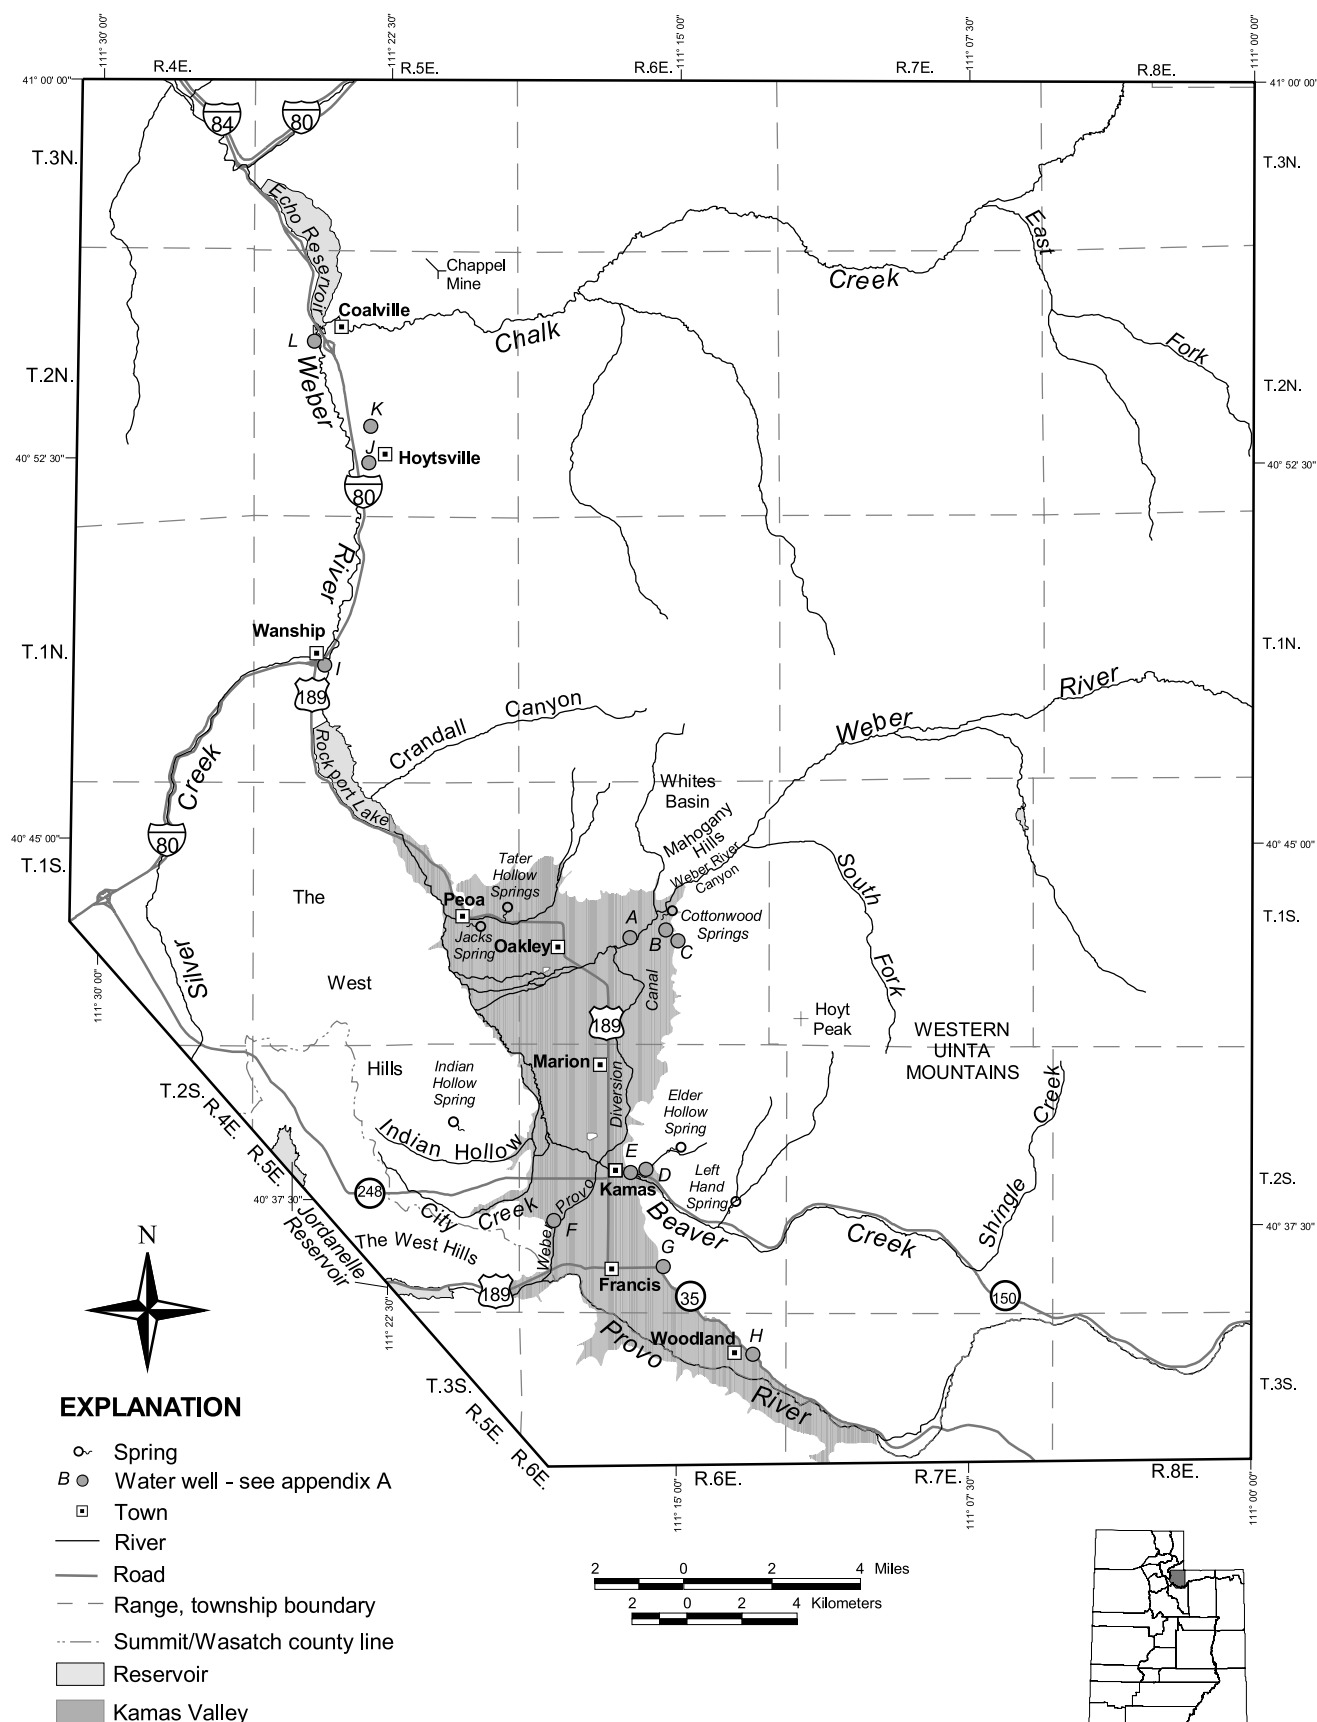 111° 30' 00"
111° 22' 30"
111° 15' 00"
111° 07' 30"
111° 00' 00"
R.4E.
R.5E.
R.6E.
R.7E.
R.8E.
41° 00' 00"
41° 00' 00"
84
80
T.3N.
T.3N.
Echo Reservoir
East
Chappel
Mine
Creek
Coalville
Chalk
L
Fork
Weber
T.2N.
T.2N.
K
J
Hoytsville
40° 52' 30"
40° 52' 30"
80
River
Wanship
T.1N.
T.1N.
I
189
River
Crandall Canyon
Weber
Rockport Lake
Creek
Whites
Basin
Mahogany
Hills
80
40° 45' 00"
40° 45' 00"
T.1S.
Weber River
Canyon
Tater
Hollow
Springs
South
The
Peoa
A
Cottonwood
Springs
T.1S.
Jacks
Spring
Oakley
B
C
Silver
Fork
West
Canal
111° 30' 00"
189
Hoyt
Peak
WESTERN
UINTA
MOUNTAINS
Marion
Hills
Indian
Hollow
Spring
T.2S.
R.4E.
Diversion
Elder
Hollow
Spring
Creek
Indian Hollow
R.5E.
E
D
Left
Hand
Spring
T.2S.
Kamas
248
40° 37' 30"
City Creek
Provo
Beaver
Creek
Shingle
40° 37' 30"
Jordanelle
Reservoir
The West Hills
F
Weber
G
N
189
Francis
35
150
111° 22' 30"
Provo
Woodland
H
T.3S.
T.3S.
River
EXPLANATION
R.5E.
R.6E.
Spring
B Water well - see appendix A
Town
River
Road
Range, township boundary
Summit/Wasatch county line
Reservoir
Kamas Valley
R.6E.
R.7E.
R.8E.
111° 15' 00"
111° 07' 30"
111° 00' 00"
2 0 2 4 Miles
2 0 2 4 Kilometers